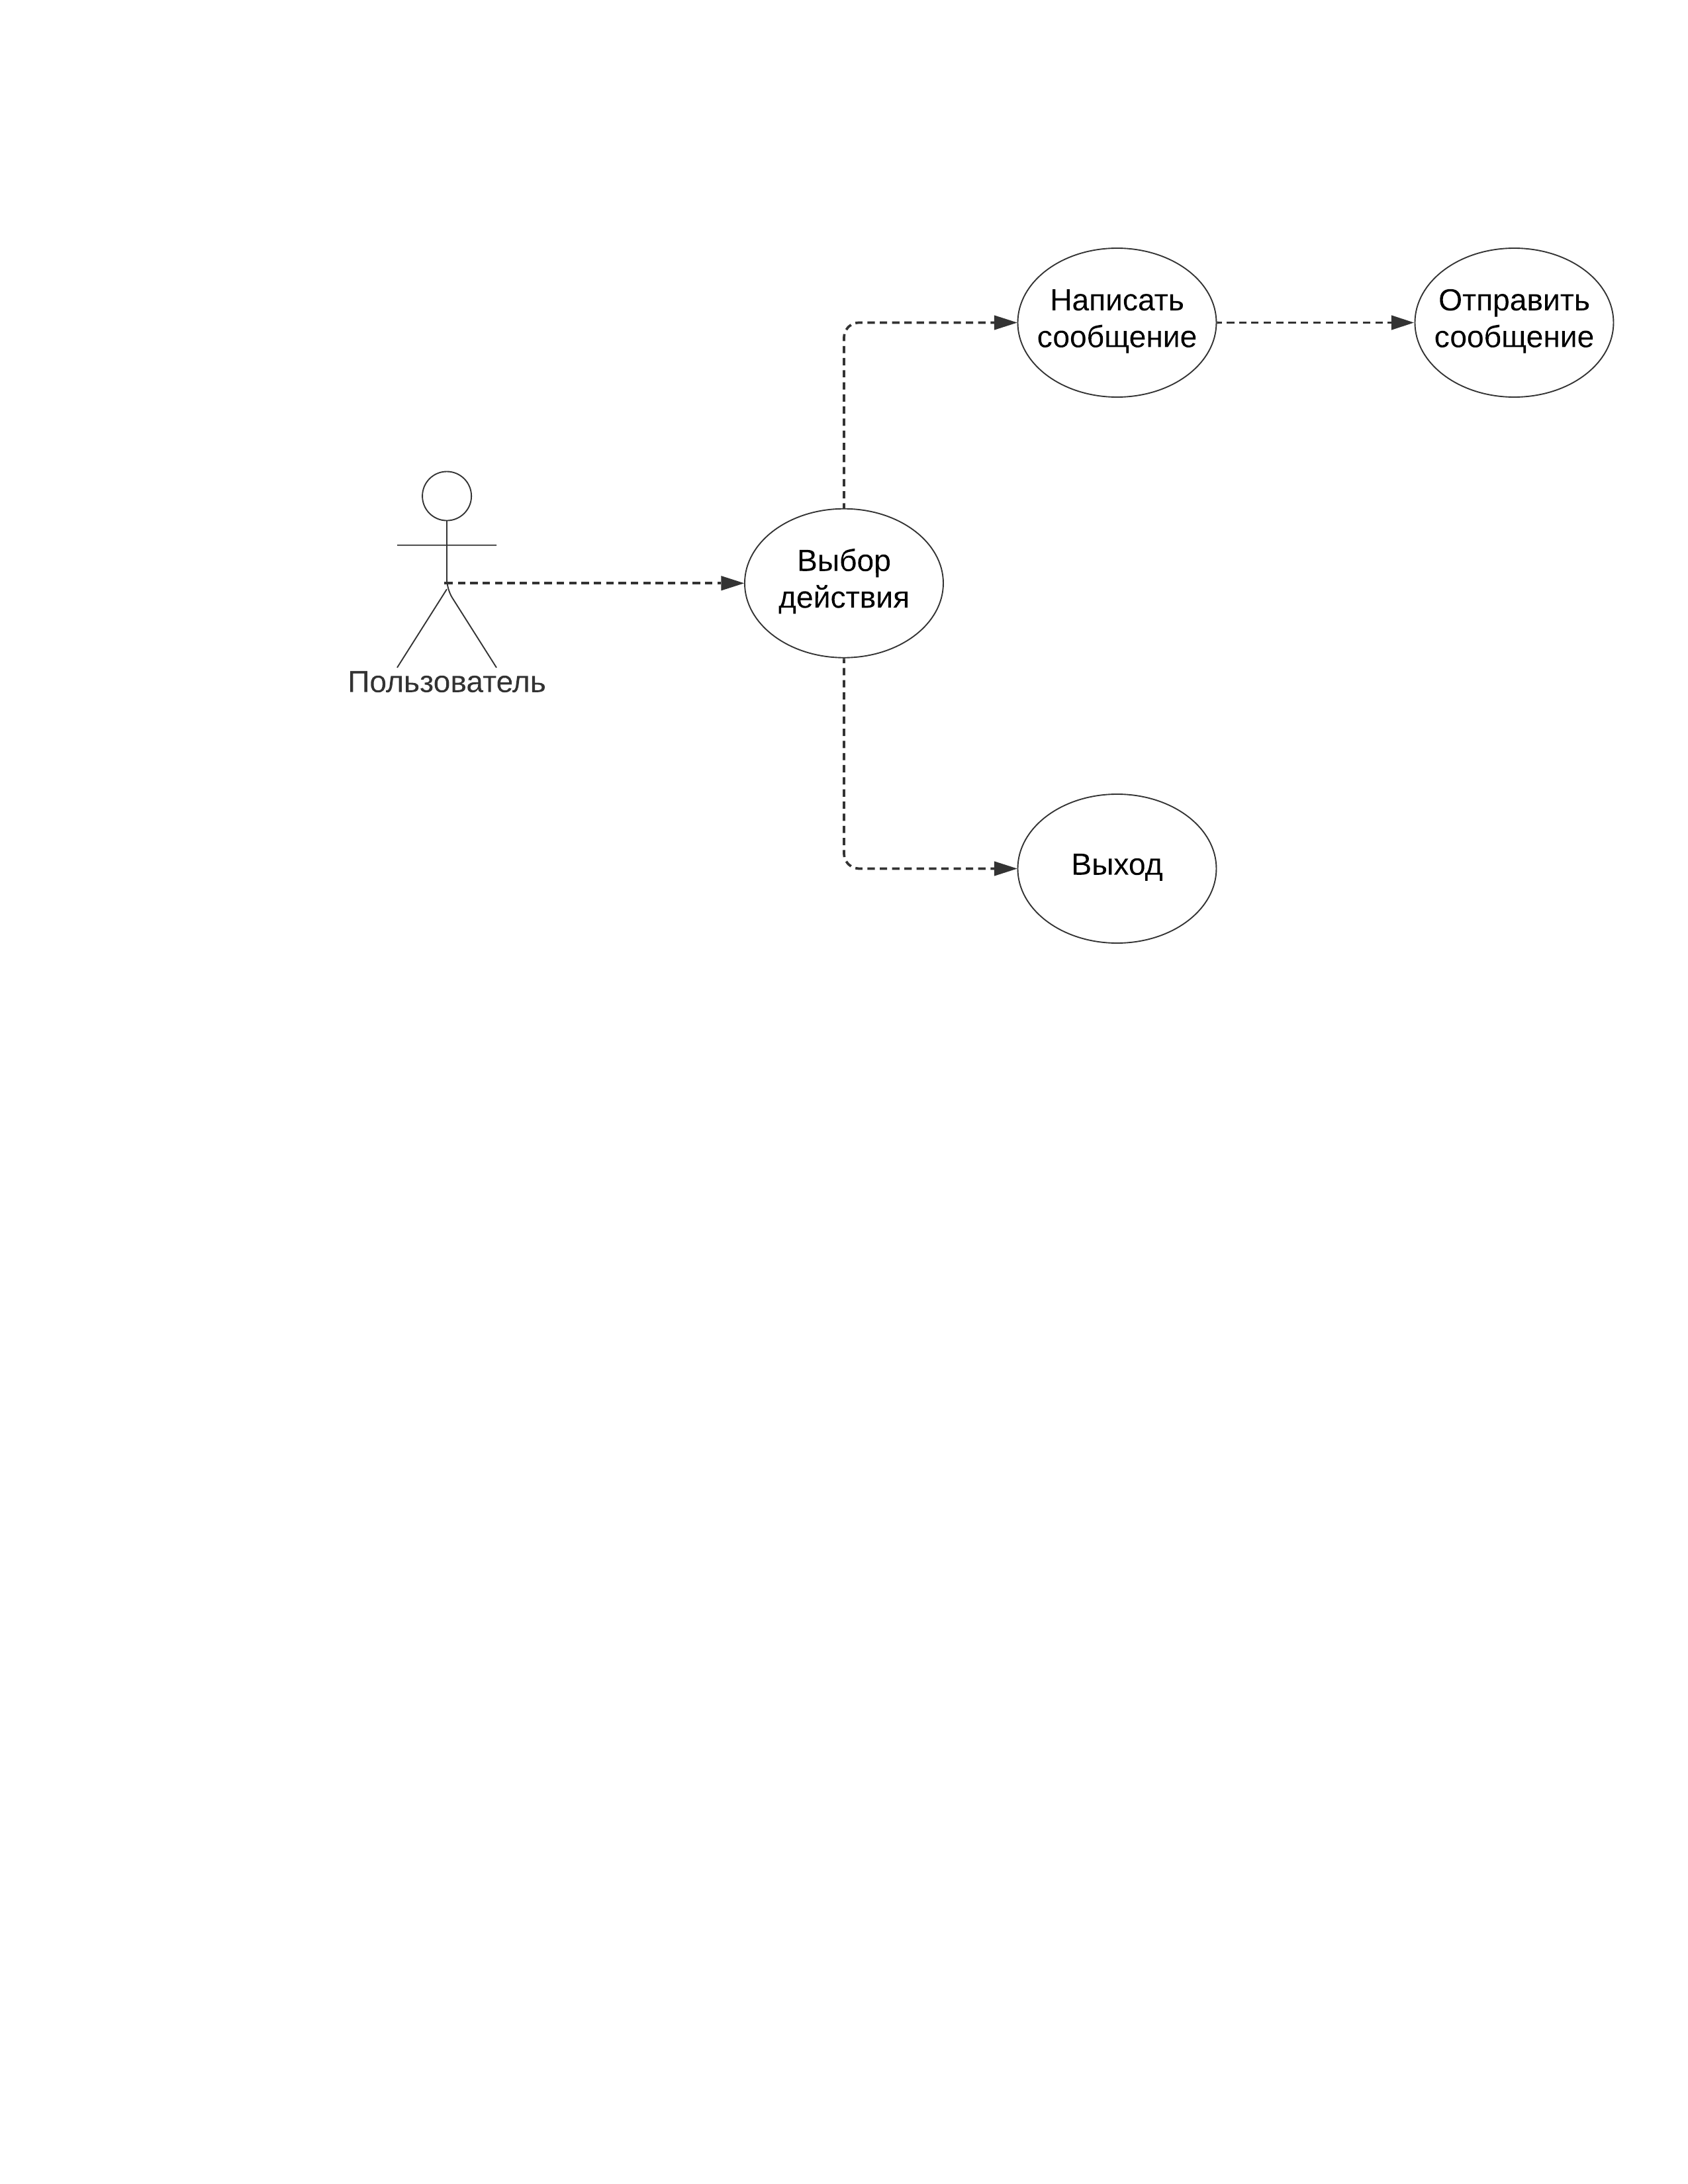 Написать
сообщение
Отправить
сообщение
Выбор
действия
Пользователь
Выход